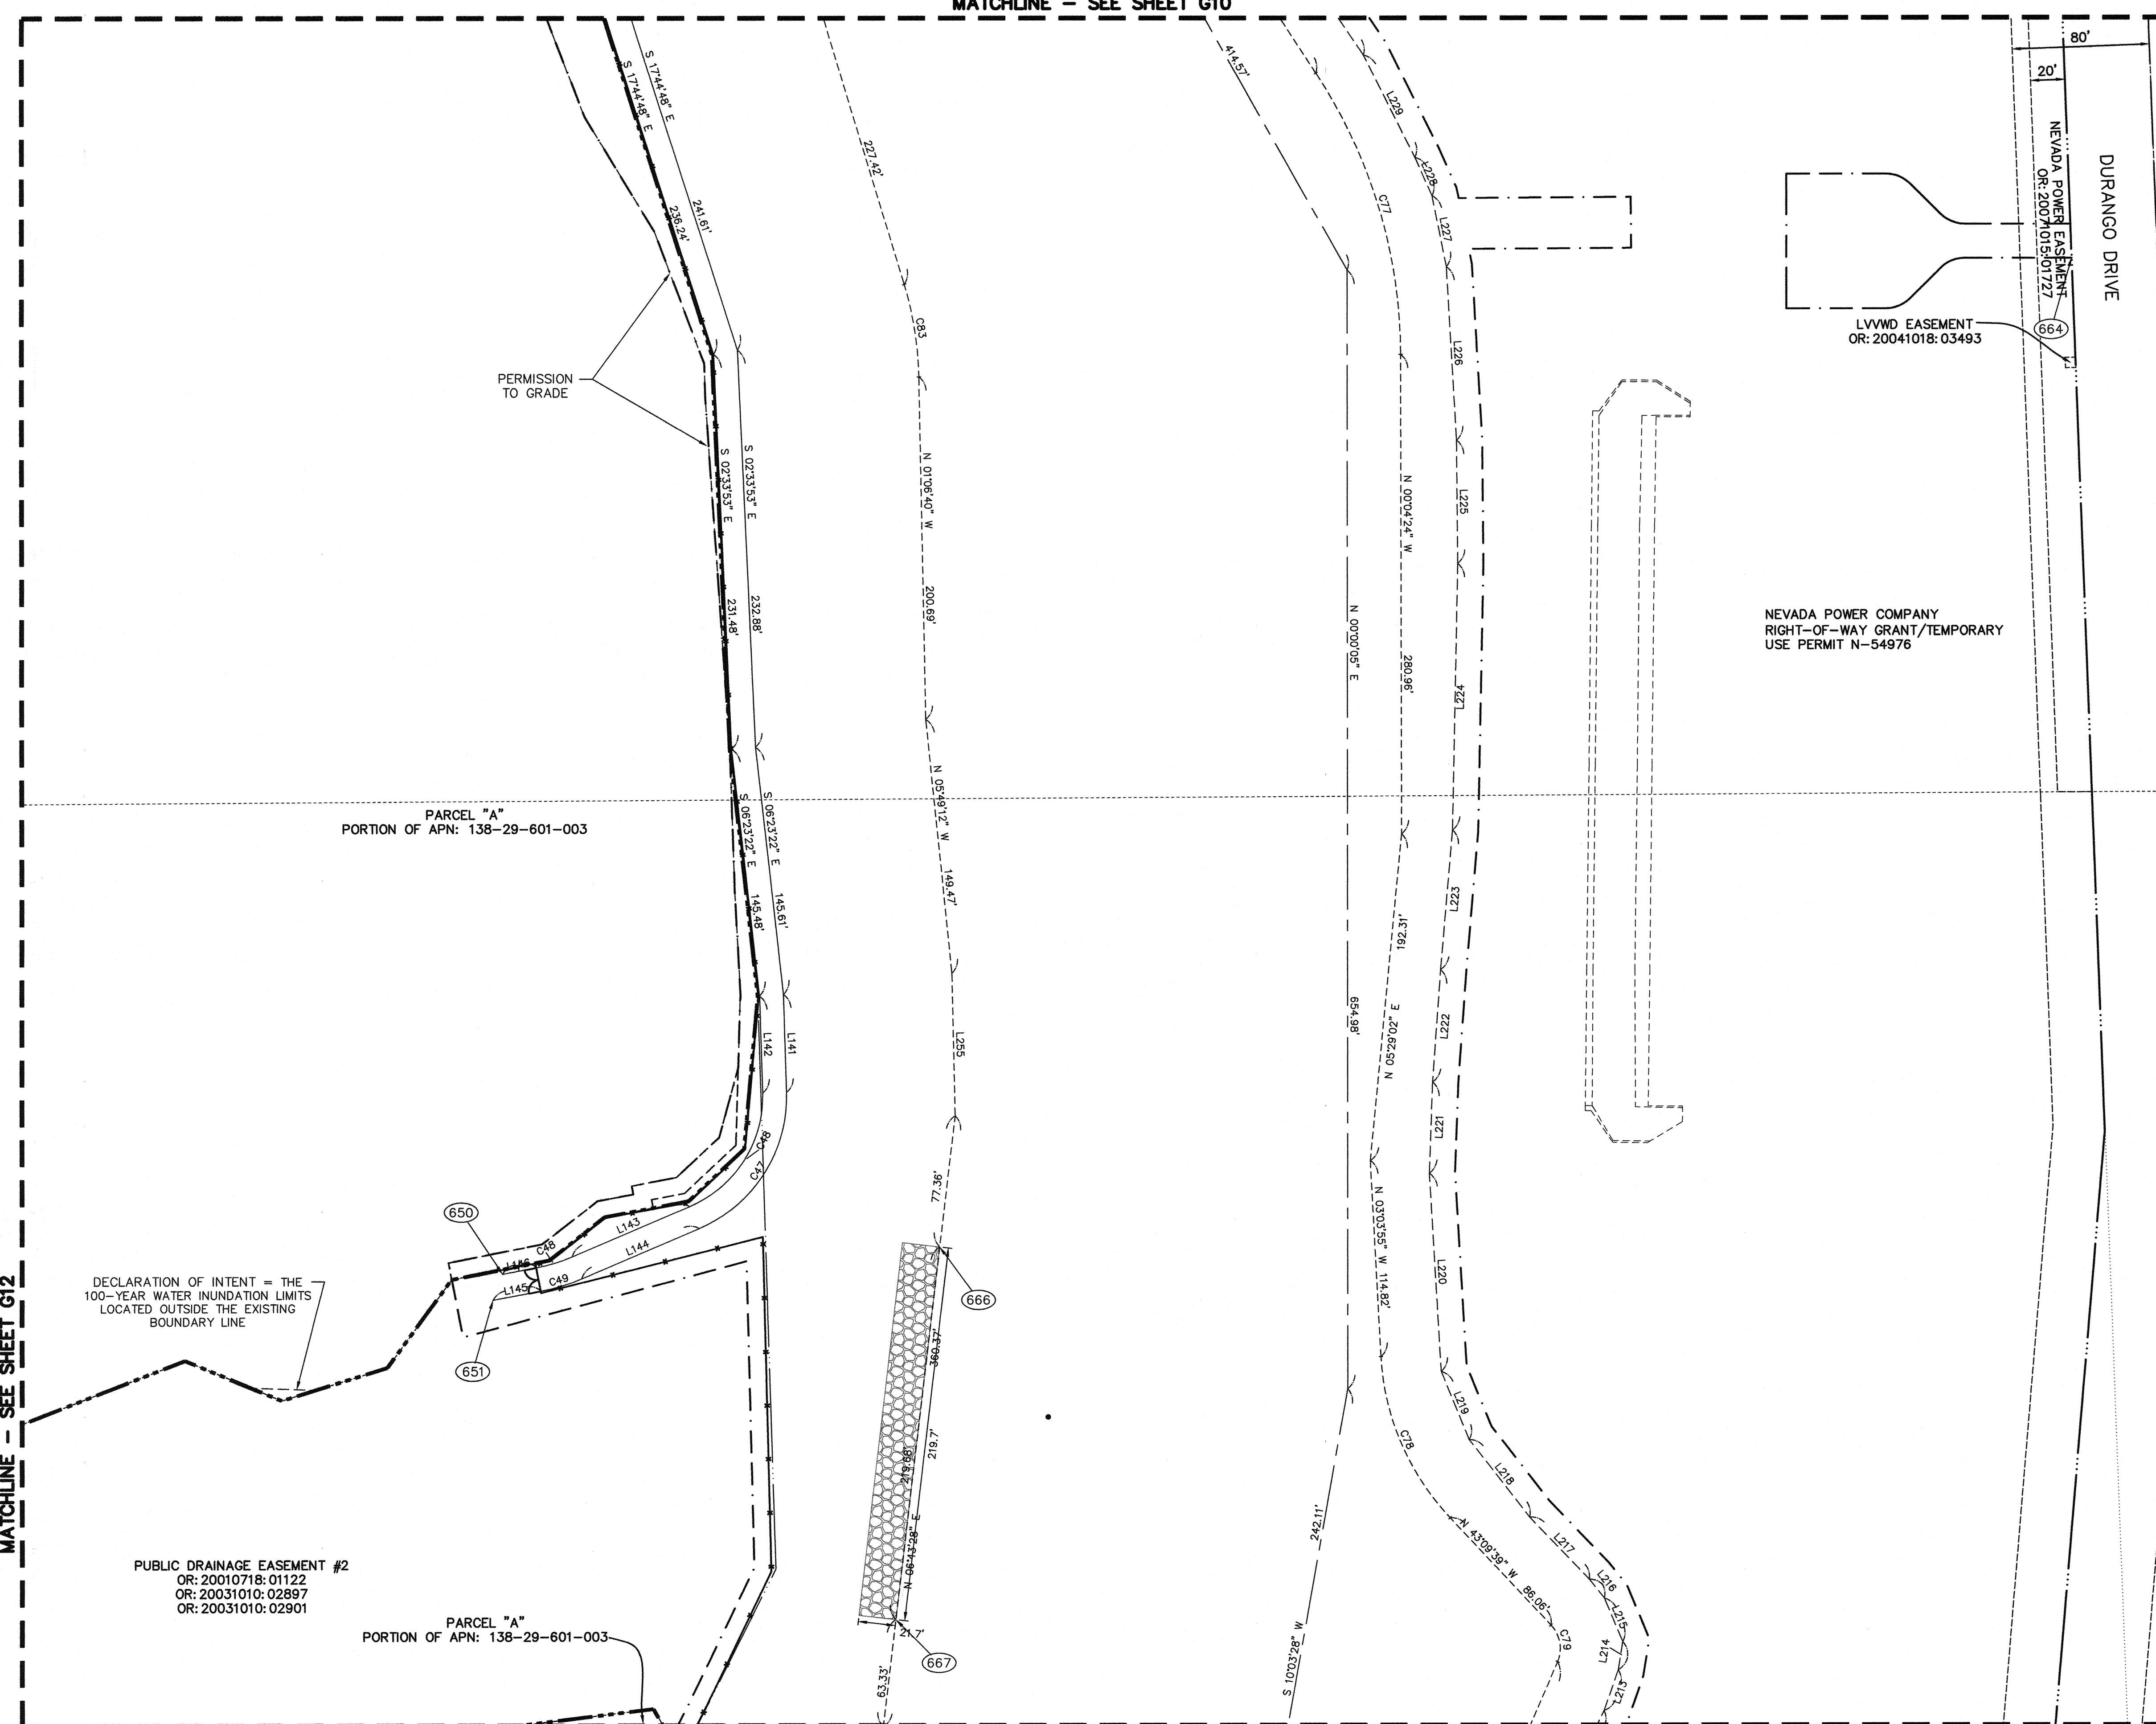 MATCHLINE - SEE SHEET G10
80'
20'
NEVADA POWER EASEMENT
OR: 20071015:01727
DURANGO DRIVE
664
LVVWD EASEMENT
OR: 20041018:03493
S 17°44'48" E
S 17°44'48" E
241.61'
236.24'
227.42'
414.57'
L229
L228
L227
C77
C83
L226
PERMISSION
TO GRADE
S 02°33'53" E
S 02°33'53" E
N 01°06'40" W
N 00°04'24" W
L225
232.88'
231.48'
200.69'
N 00°00'05" E
280.96'
L224
NEVADA POWER COMPANY
RIGHT-OF-WAY GRANT/TEMPORARY
USE PERMIT N-54976
PARCEL "A"
PORTION OF APN: 138-29-601-003
S 06°23'22" E
S 06°23'22" E
N 05°49'12" W
145.61'
145.48'
149.47'
L223
192.31'
654.98'
L222
N 05°29'02" E
L142
L141
L255
L221
C48
C47
77.36'
650
L143
L144
C48
L146
L145
C49
651
N 03°03'55" W 114.82'
L220
DECLARATION OF INTENT = THE
100-YEAR WATER INUNDATION LIMITS
LOCATED OUTSIDE THE EXISTING
BOUNDARY LINE
MATCHLINE - SEE SHEET G12
666
360.37'
219.7'
219.68'
N 06°43'28" E
21.7'
667
63.33'
L219
C78
L218
242.11'
N 43°09'39" W 86.06'
L217
L216
L215
C79
L214
L213
S 10°03'28" W
PUBLIC DRAINAGE EASEMENT #2
OR: 20010718:01122
OR: 20031010:02897
OR: 20031010:02901
PARCEL "A"
PORTION OF APN: 138-29-601-003